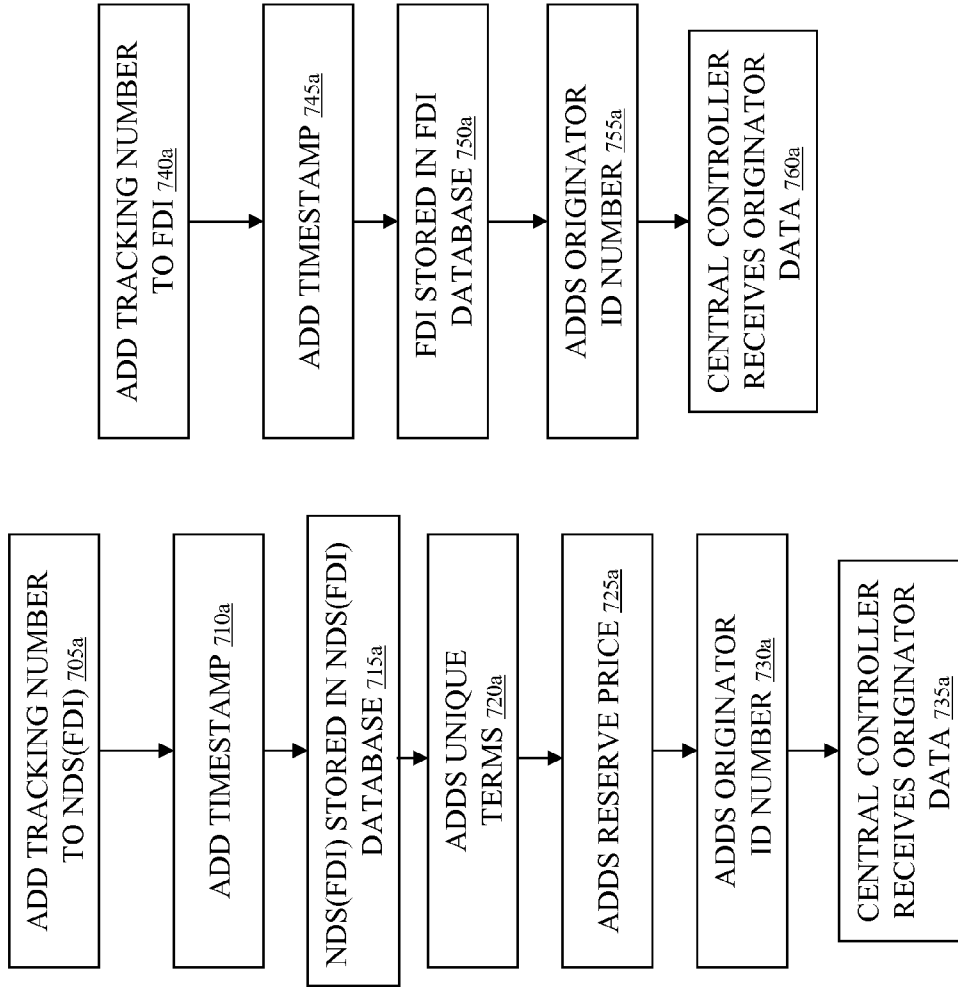 ADD TRACKING NUMBER
TO NDS(FDI) 705a
ADD TIMESTAMP 710a
NDS(FDI) STORED IN NDS(FDI)
DATABASE 715a
ADDS UNIQUE
TERMS 720a
ADDS RESERVE PRICE 725a
ADDS ORIGINATOR
ID NUMBER 730a
CENTRAL CONTROLLER
RECEIVES ORIGINATOR
DATA 735a
ADD TRACKING NUMBER
TO FDI 740a
ADD TIMESTAMP 745a
FDI STORED IN FDI
DATABASE 750a
ADDS ORIGINATOR
ID NUMBER 755a
CENTRAL CONTROLLER
RECEIVES ORIGINATOR
DATA 760a